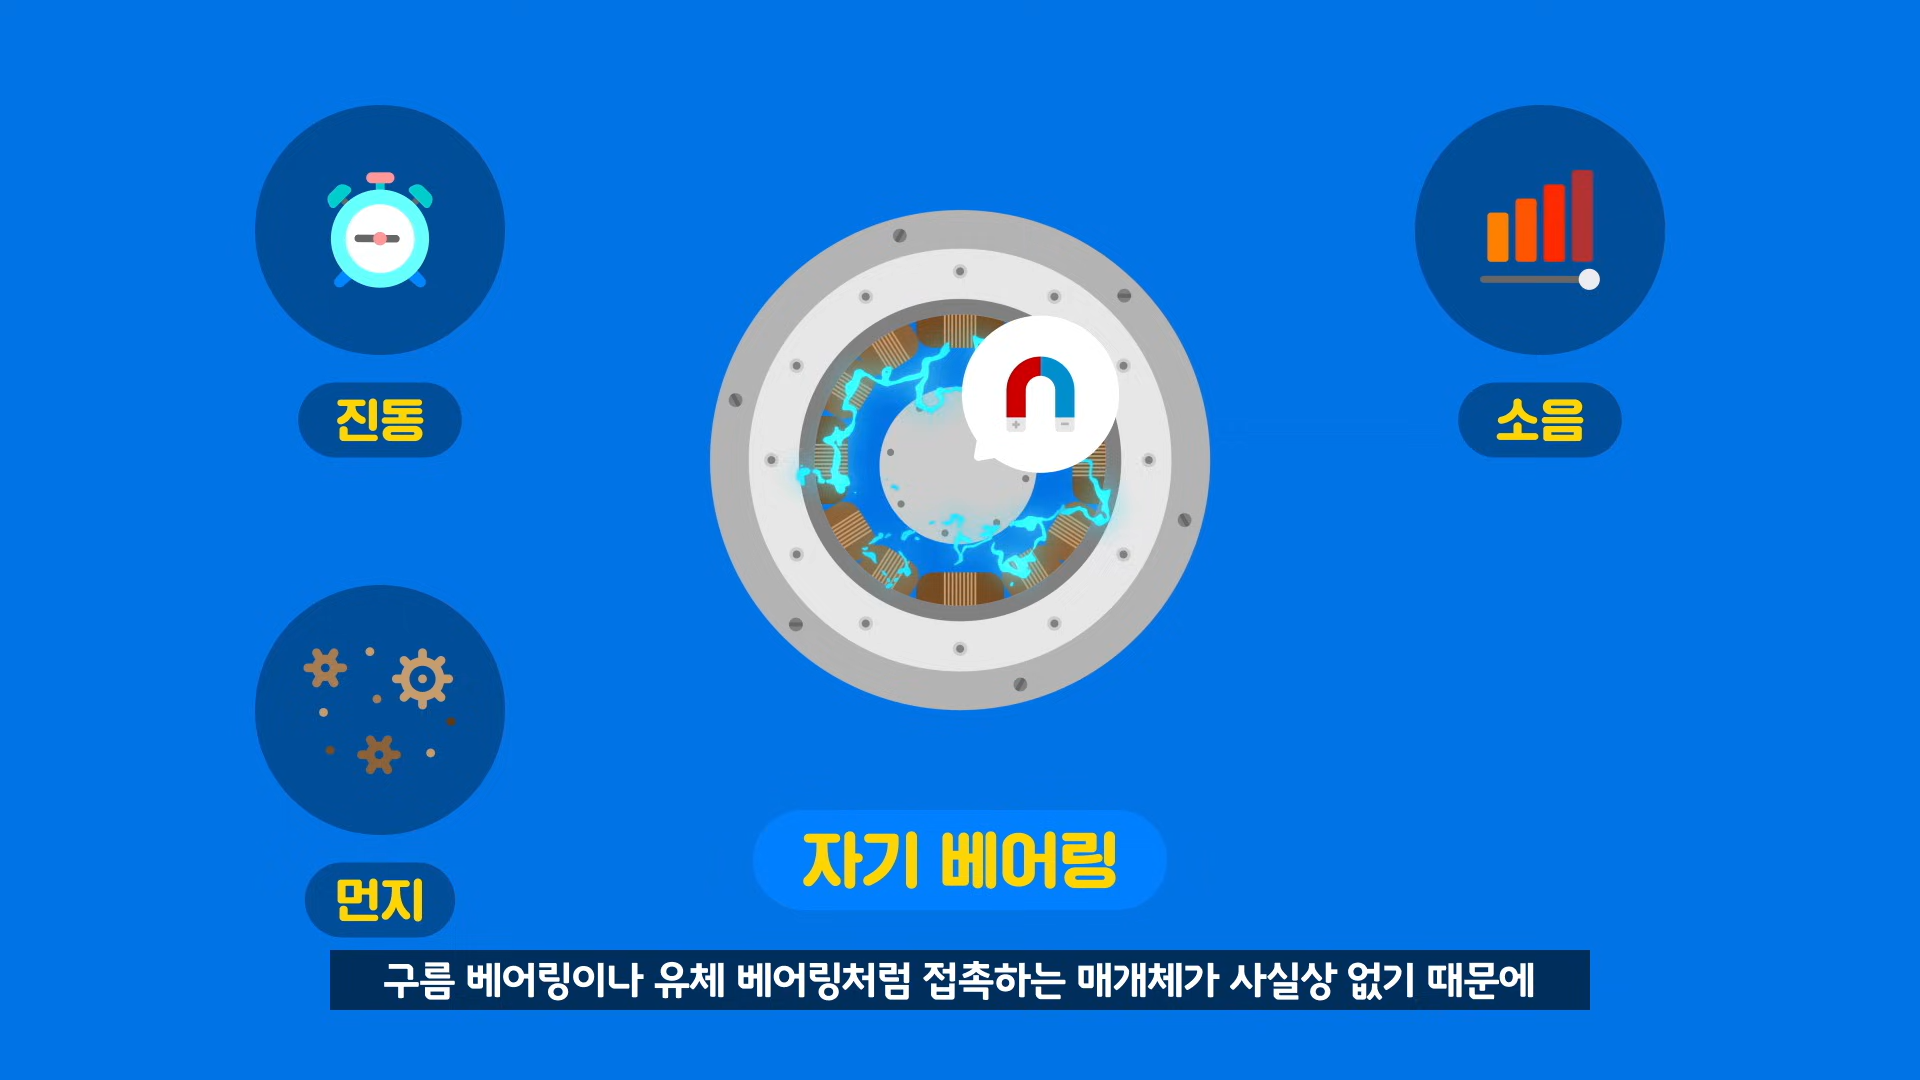 진동
소음
먼지
자기 베어링
구름 베어링이나 유체 베어링처럼 접촉하는 매개체가 사실상 없기 때문에